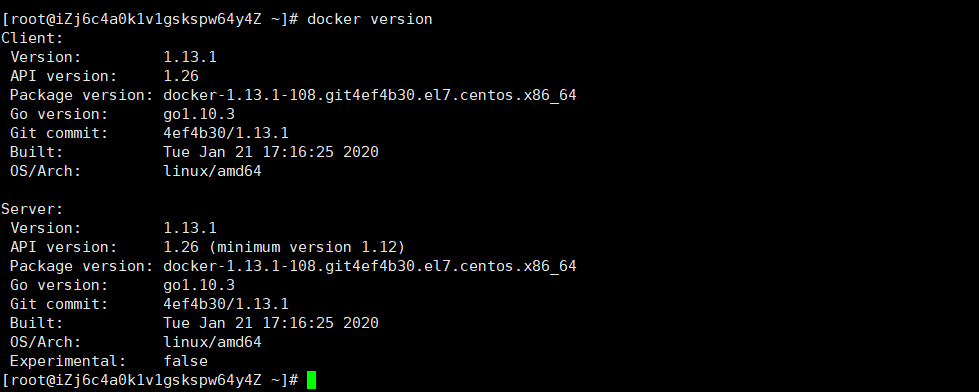 [root@iZj6c4a0k1v1gskspw64y4Z ~]# docker version
Client:
 Version:         1.13.1
 API version:     1.26
 Package version: docker-1.13.1-108.git4ef4b30.el7.centos.x86_64
 Go version:      go1.10.3
 Git commit:      4ef4b30/1.13.1
 Built:           Tue Jan 21 17:16:25 2020
 OS/Arch:         linux/amd64

Server:
 Version:         1.13.1
 API version:     1.26 (minimum version 1.12)
 Package version: docker-1.13.1-108.git4ef4b30.el7.centos.x86_64
 Go version:      go1.10.3
 Git commit:      4ef4b30/1.13.1
 Built:           Tue Jan 21 17:16:25 2020
 OS/Arch:         linux/amd64
 Experimental:    false
[root@iZj6c4a0k1v1gskspw64y4Z ~]#